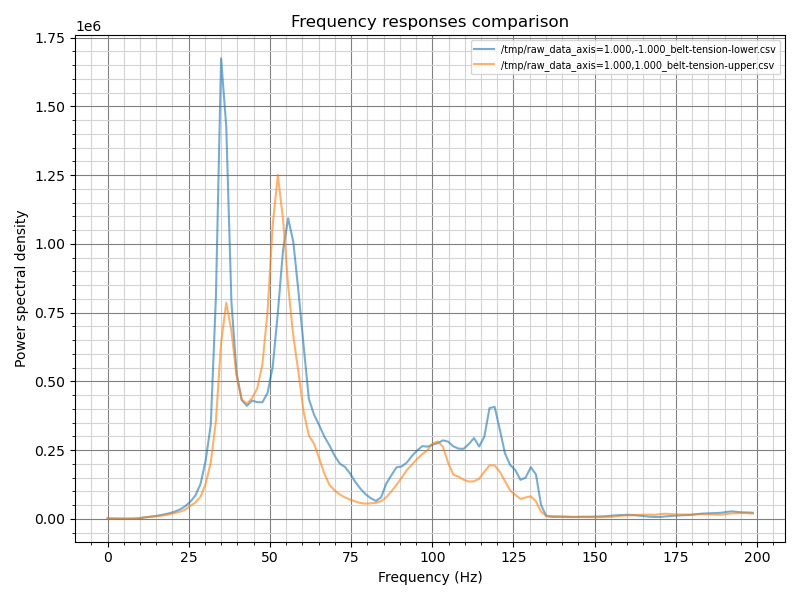 Frequency responses comparison
1e6
/tmp/raw_data_axis=1.000,-1.000_belt-tension-lower.csv
/tmp/raw_data_axis=1.000,1.000_belt-tension-upper.csv
1.75
1.50
1.25
1.00
0.75
0.50
0.25
0.00
Power spectral density
0 25 50 75 100 125 150 175 200
Frequency (Hz)